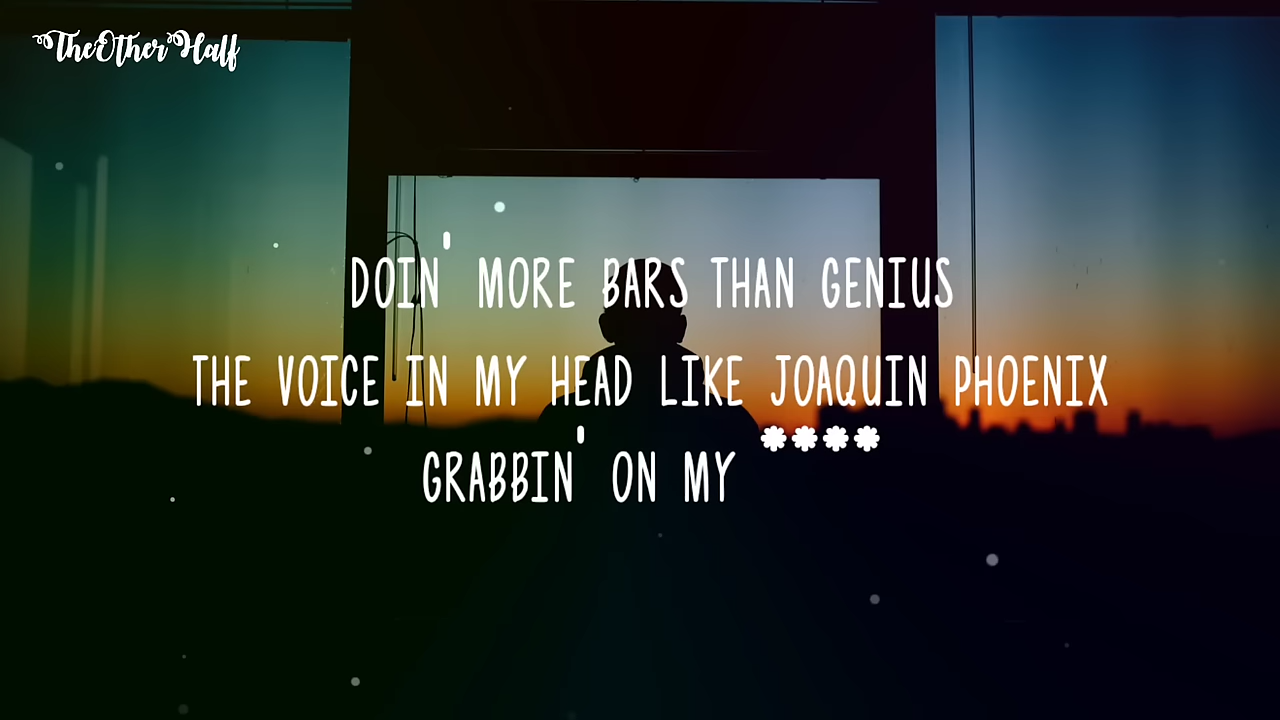 TheOtherHalf
DOIN' MORE BARS THAN GENIUS
THE VOICE IN MY HEAD LIKE JOAQUIN PHOENIX
GRABBIN' ON MY ****